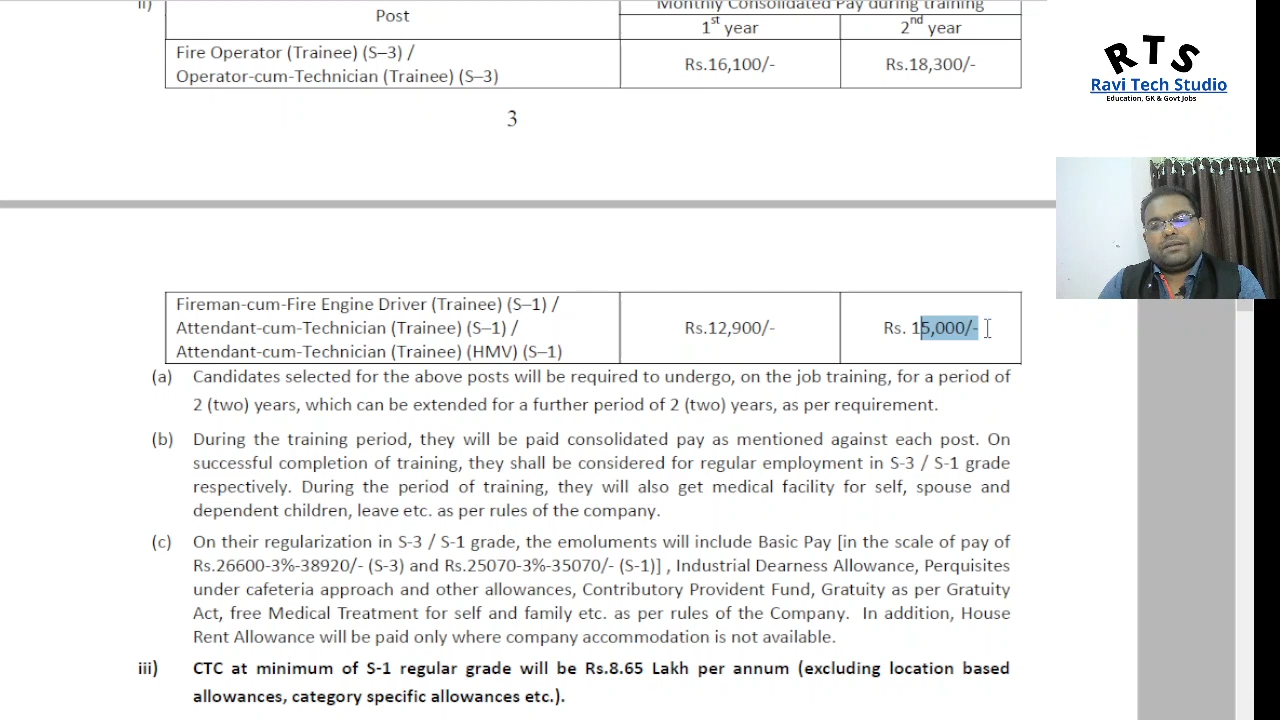 ii)
Post
Monthly Consolidated Pay during training
1st year
2nd year
Fire Operator (Trainee) (S–3) /
Operator-cum-Technician (Trainee) (S–3)
Rs.16,100/-
Rs.18,300/-
3
Fireman-cum-Fire Engine Driver (Trainee) (S–1) /
Attendant-cum-Technician (Trainee) (S–1) /
Attendant-cum-Technician (Trainee) (HMV) (S–1)
Rs.12,900/-
Rs. 15,000/-
(a) Candidates selected for the above posts will be required to undergo, on the job training, for a period of
2 (two) years, which can be extended for a further period of 2 (two) years, as per requirement.
(b) During the training period, they will be paid consolidated pay as mentioned against each post. On
successful completion of training, they shall be considered for regular employment in S-3 / S-1 grade
respectively. During the period of training, they will also get medical facility for self, spouse and
dependent children, leave etc. as per rules of the company.
(c) On their regularization in S-3 / S-1 grade, the emoluments will include Basic Pay [in the scale of pay of
Rs.26600-3%-38920/- (S-3) and Rs.25070-3%-35070/- (S-1)] , Industrial Dearness Allowance, Perquisites
under cafeteria approach and other allowances, Contributory Provident Fund, Gratuity as per Gratuity
Act, free Medical Treatment for self and family etc. as per rules of the Company. In addition, House
Rent Allowance will be paid only where company accommodation is not available.
iii) CTC at minimum of S-1 regular grade will be Rs.8.65 Lakh per annum (excluding location based
allowances, category specific allowances etc.).
RTS
Ravi Tech Studio
Education, GK & Govt Jobs